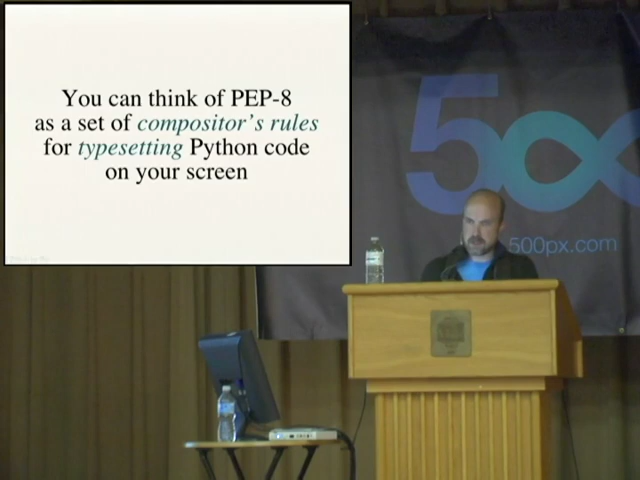 You can think of PEP-8
as a set of compositor's rules
for typesetting Python code
on your screen
500px.com